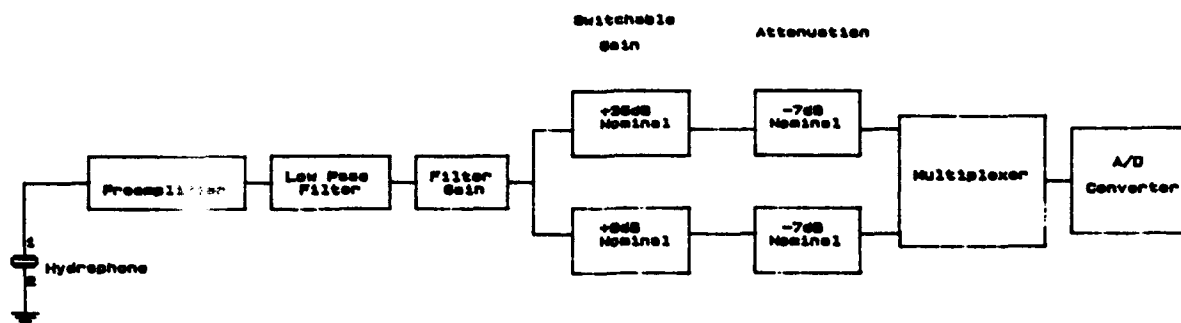 Switchable
Gain
Attenuation
Nominal
-7dB
Nominal
Preamplifier
Low Pass
Filter
Filter
Gain
Multiplexer
A/D
Converter
+0dB
Nominal
-7dB
Nominal
1
2
Hydrophone